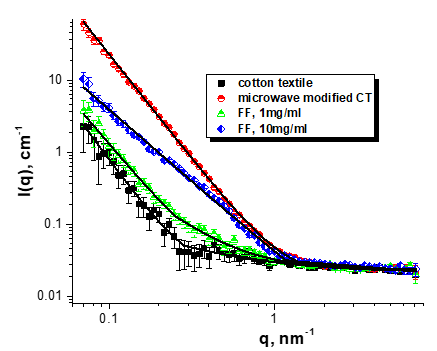 10
1
0.1
0.01
I(q), cm⁻¹
cotton textile
microwave modified CT
FF, 1mg/ml
FF, 10mg/ml
0.1
1
q, nm⁻¹